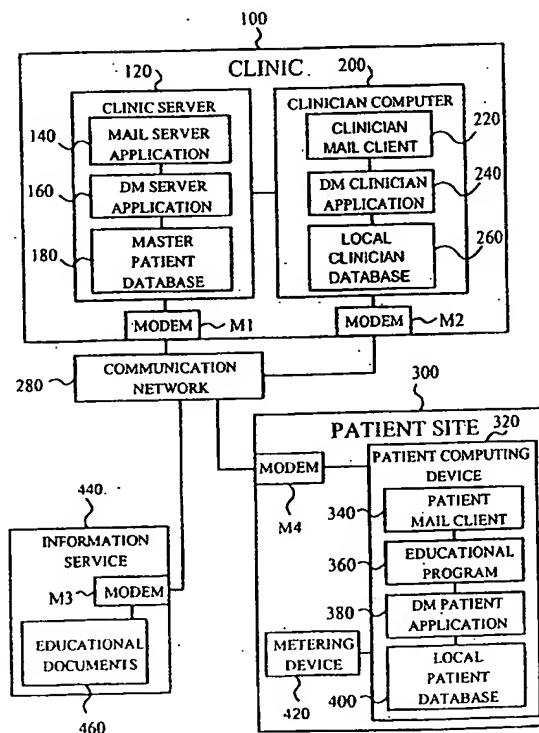 100
CLINIC
120
200
CLINIC SERVER
CLINICIAN COMPUTER
140
MAIL SERVER
APPLICATION
CLINICIAN
MAIL CLIENT
220
160
DM SERVER
APPLICATION
DM CLINICIAN
APPLICATION
240
180
MASTER
PATIENT
DATABASE
LOCAL
CLINICIAN
DATABASE
260
MODEM
M1
MODEM
M2
280
COMMUNICATION
NETWORK
300
PATIENT SITE
320
MODEM
M4
PATIENT COMPUTING
DEVICE
340
PATIENT
MAIL CLIENT
440
INFORMATION
SERVICE
360
EDUCATIONAL
PROGRAM
M3
MODEM
380
DM PATIENT
APPLICATION
EDUCATIONAL
DOCUMENTS
METERING
DEVICE
LOCAL
PATIENT
DATABASE
460
420
400